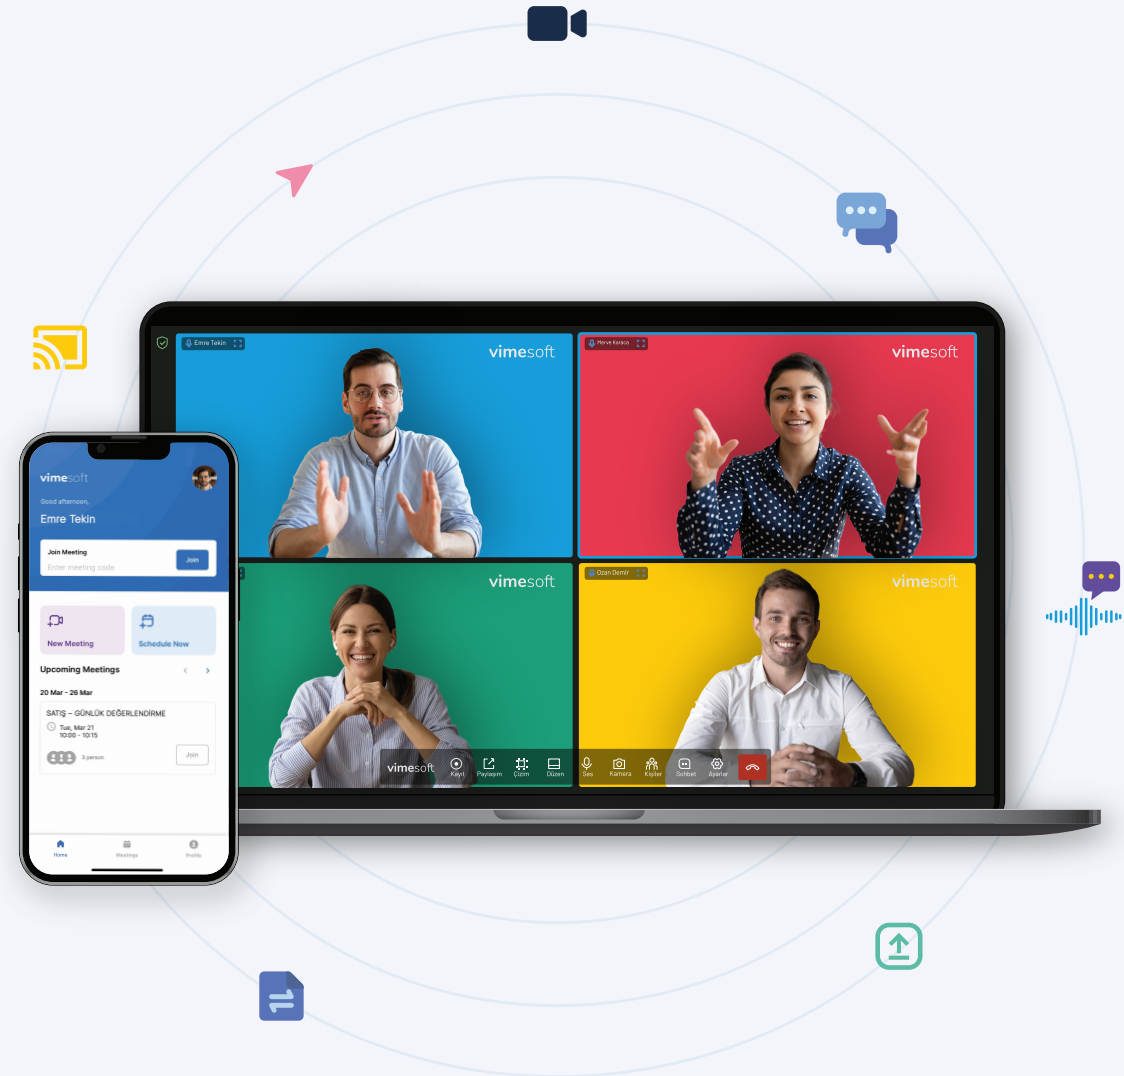 Emre Tekin
vimesoft
Merve Karaca
vimesoft
vimesoft
Ozan Demir
vimesoft
vimesoft
Kayıt
Paylaşım
Çizim
Düzen
Ses
Kamera
Kişiler
Sohbet
Ayarlar
vimesoft
Good afternoon,
Emre Tekin
Join Meeting
Enter meeting code
Join
New Meeting
Schedule Now
Upcoming Meetings
20 Mar - 26 Mar
SATIŞ – GÜNLÜK DEĞERLENDİRME
Tue, Mar 21
10:00 - 10:15
3 person
Join
Home
Meetings
Profile